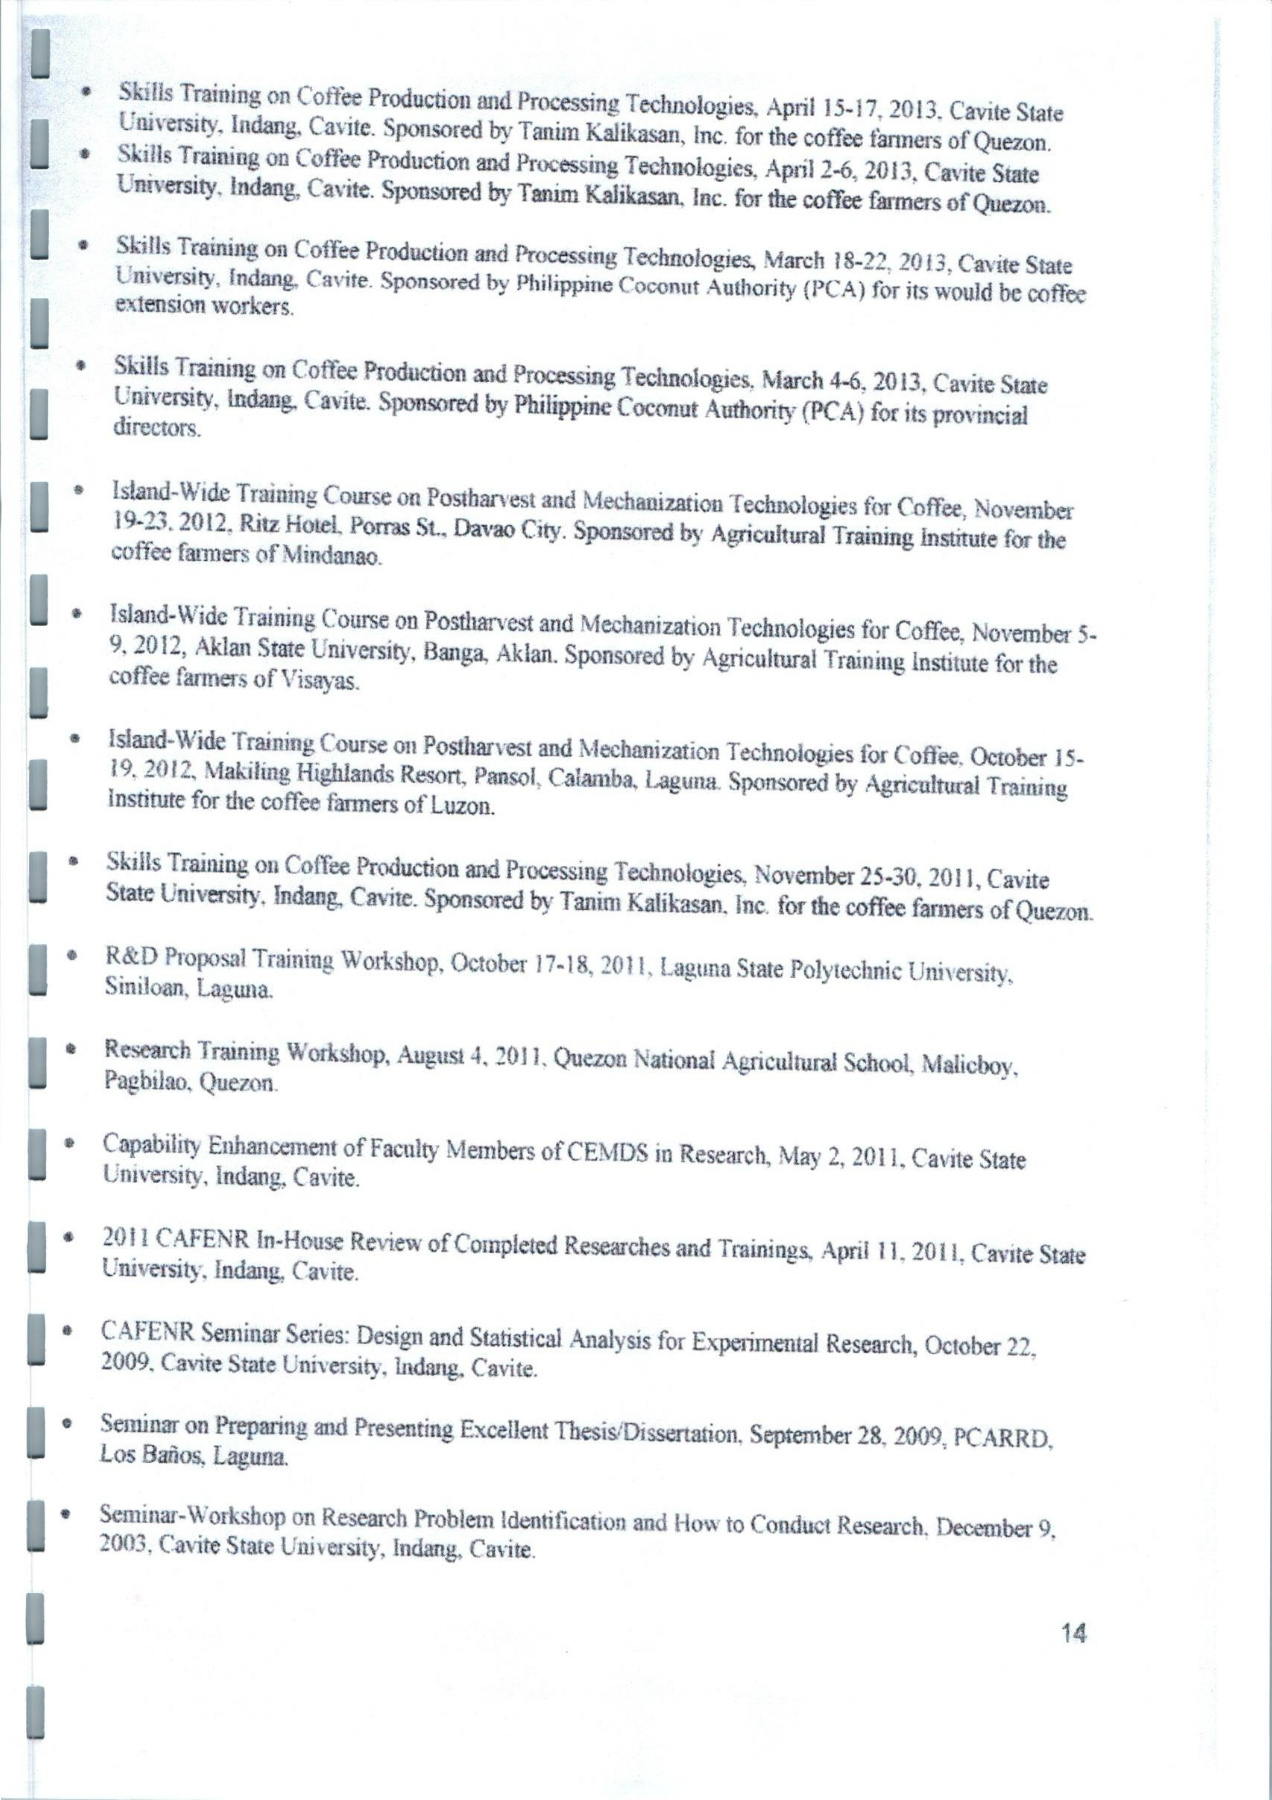 • Skills Training on Coffee Production and Processing Technologies, April 15-17, 2013, Cavite State
University, Indang, Cavite. Sponsored by Tanim Kalikasan, Inc. for the coffee farmers of Quezon.
• Skills Training on Coffee Production and Processing Technologies, April 2-6, 2013, Cavite State
University, Indang, Cavite. Sponsored by Tanim Kalikasan, Inc. for the coffee farmers of Quezon.
• Skills Training on Coffee Production and Processing Technologies, March 18-22, 2013, Cavite State
University, Indang, Cavite. Sponsored by Philippine Coconut Authority (PCA) for its would be coffee
extension workers.
• Skills Training on Coffee Production and Processing Technologies, March 4-6, 2013, Cavite State
University, Indang, Cavite. Sponsored by Philippine Coconut Authority (PCA) for its provincial
directors.
• Island-Wide Training Course on Postharvest and Mechanization Technologies for Coffee, November
19-23, 2012, Ritz Hotel, Porras St., Davao City. Sponsored by Agricultural Training Institute for the
coffee farmers of Mindanao.
• Island-Wide Training Course on Postharvest and Mechanization Technologies for Coffee, November 5-
9, 2012, Aklan State University, Banga, Aklan. Sponsored by Agricultural Training Institute for the
coffee farmers of Visayas.
• Island-Wide Training Course on Postharvest and Mechanization Technologies for Coffee, October 15-
19, 2012, Makiling Highlands Resort, Pansol, Calamba, Laguna. Sponsored by Agricultural Training
Institute for the coffee farmers of Luzon.
• Skills Training on Coffee Production and Processing Technologies, November 25-30, 2011, Cavite
State University, Indang, Cavite. Sponsored by Tanim Kalikasan, Inc. for the coffee farmers of Quezon.
• R&D Proposal Training Workshop, October 17-18, 2011, Laguna State Polytechnic University,
Siniloan, Laguna.
• Research Training Workshop, August 4, 2011, Quezon National Agricultural School, Malicboy,
Pagbilao, Quezon.
• Capability Enhancement of Faculty Members of CEMDS in Research, May 2, 2011, Cavite State
University, Indang, Cavite.
• 2011 CAFENR In-House Review of Completed Researches and Trainings, April 11, 2011, Cavite State
University, Indang, Cavite.
• CAFENR Seminar Series: Design and Statistical Analysis for Experimental Research, October 22,
2009, Cavite State University, Indang, Cavite.
• Seminar on Preparing and Presenting Excellent Thesis/Dissertation, September 28, 2009, PCARRD,
Los Baños, Laguna.
• Seminar-Workshop on Research Problem Identification and How to Conduct Research, December 9,
2003, Cavite State University, Indang, Cavite.
14